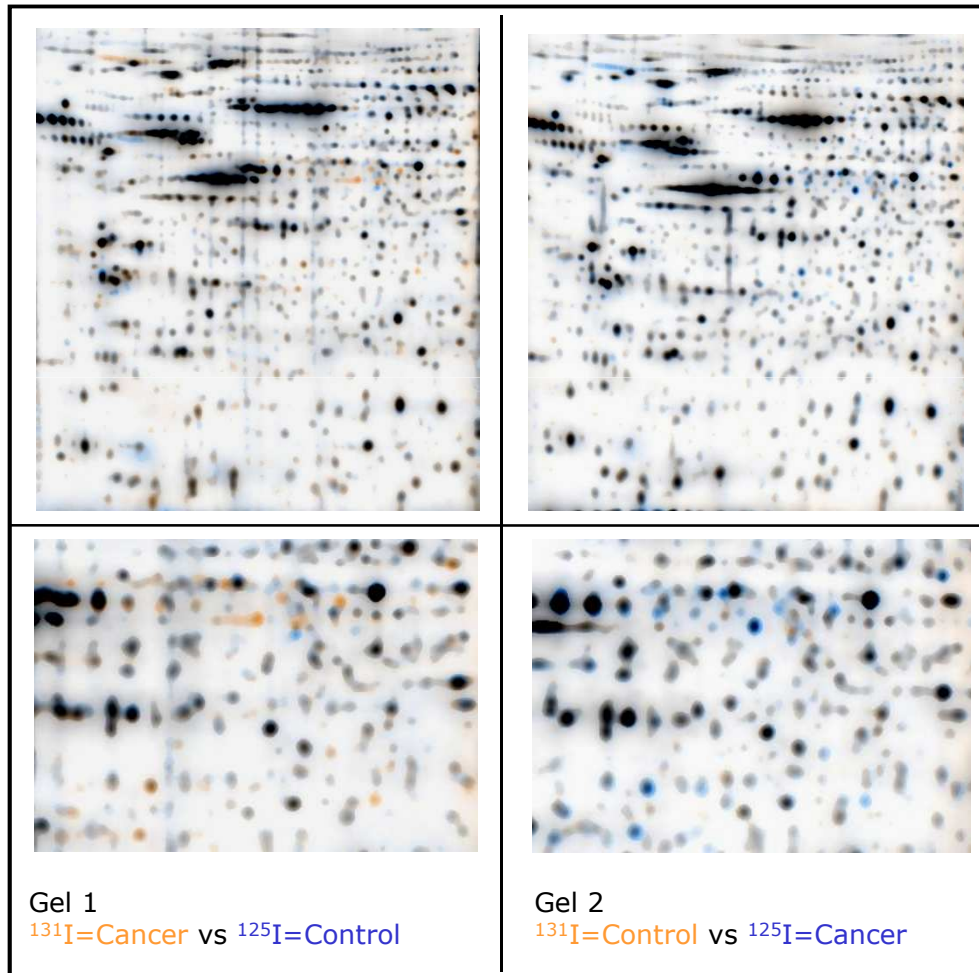 Gel 1
¹³¹I=Cancer vs ¹²⁵I=Control
Gel 2
¹³¹I=Control vs ¹²⁵I=Cancer